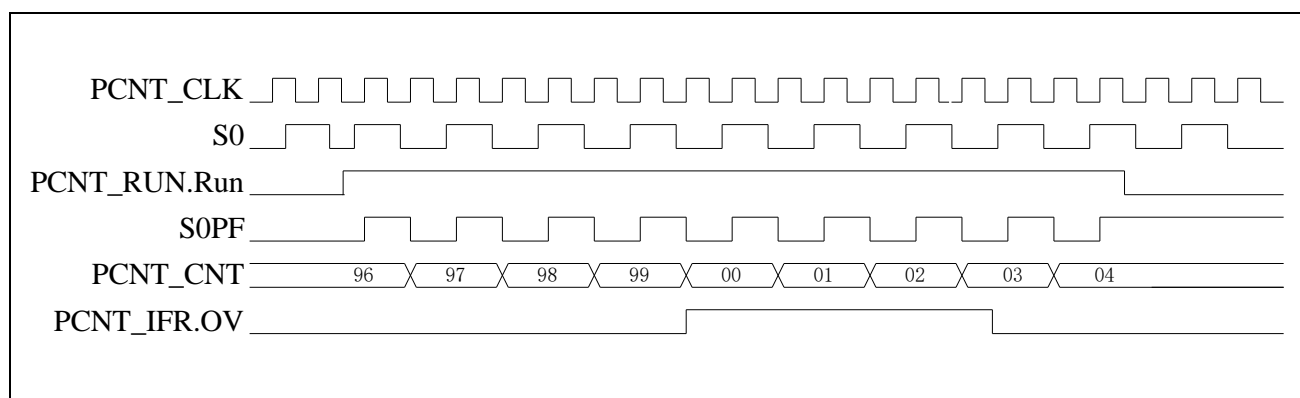 PCNT_CLK
S0
PCNT_RUN.Run
S0PF
PCNT_CNT 96 97 98 99 00 01 02 03 04
PCNT_IFR.OV